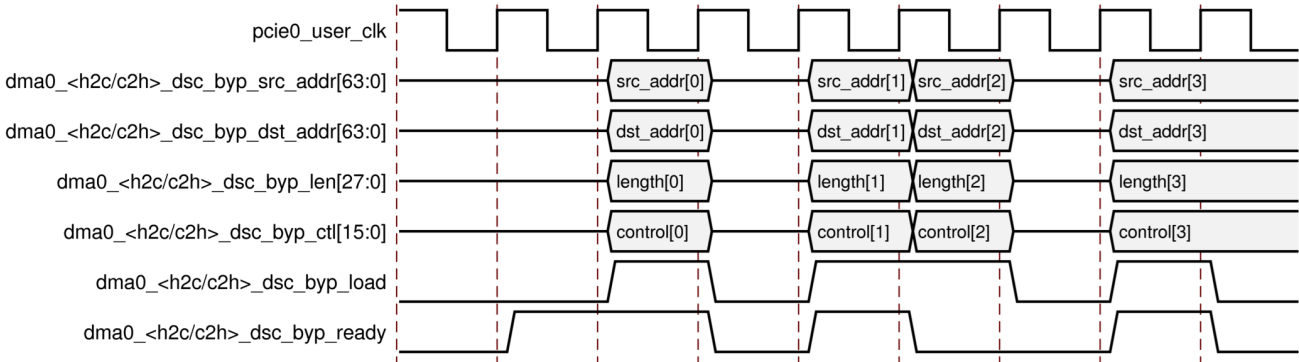 pcie0_user_clk
dma0_<h2c/c2h>_dsc_byp_src_addr[63:0] src_addr[0] src_addr[1] src_addr[2] src_addr[3]
dma0_<h2c/c2h>_dsc_byp_dst_addr[63:0] dst_addr[0] dst_addr[1] dst_addr[2] dst_addr[3]
dma0_<h2c/c2h>_dsc_byp_len[27:0] length[0] length[1] length[2] length[3]
dma0_<h2c/c2h>_dsc_byp_ctl[15:0] control[0] control[1] control[2] control[3]
dma0_<h2c/c2h>_dsc_byp_load
dma0_<h2c/c2h>_dsc_byp_ready